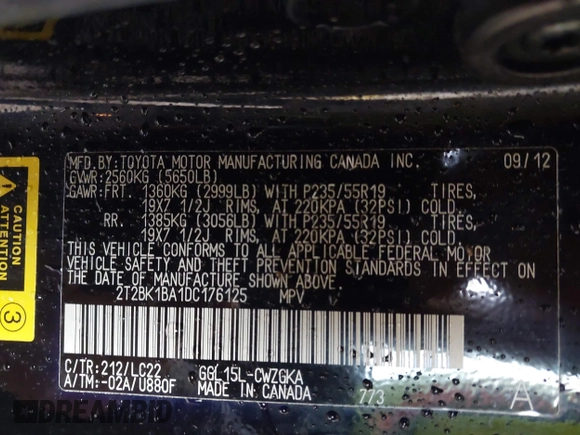 MFD.BY:TOYOTA MOTOR MANUFACTURING CANADA INC. 09/12
GVWR:2560KG (5650LB)
GAWR:FRT 1360KG (2999LB) WITH P235/55R19 TIRES,
19X7 1/2J RIMS, AT 220KPA (32PSI) COLD.
RR. 1385KG (3056LB) WITH P235/55R19 TIRES,
19X7 1/2J RIMS, AT 220KPA (32PSI) COLD.
THIS VEHICLE CONFORMS TO ALL APPLICABLE FEDERAL MOTOR
VEHICLE SAFETY AND THEFT PREVENTION STANDARDS IN EFFECT ON
THE DATE OF MANUFACTURE SHOWN ABOVE.
2T2BK1BA1DC176125 MPV
C/TR:212/LC22 GGL15L-CWZGKA
A/TM:-02A/U880F MADE IN CANADA 773 A
CAUTION
ATTENTION
3
DREAMBID